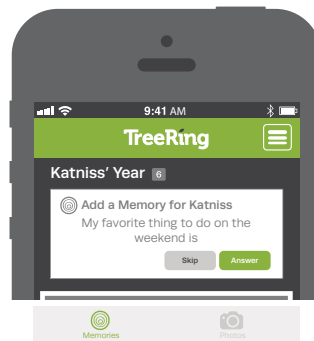 9:41 AM
TreeRing
Katniss' Year 6
Add a Memory for Katniss
My favorite thing to do on the
weekend is
Skip Answer
Memories Photos